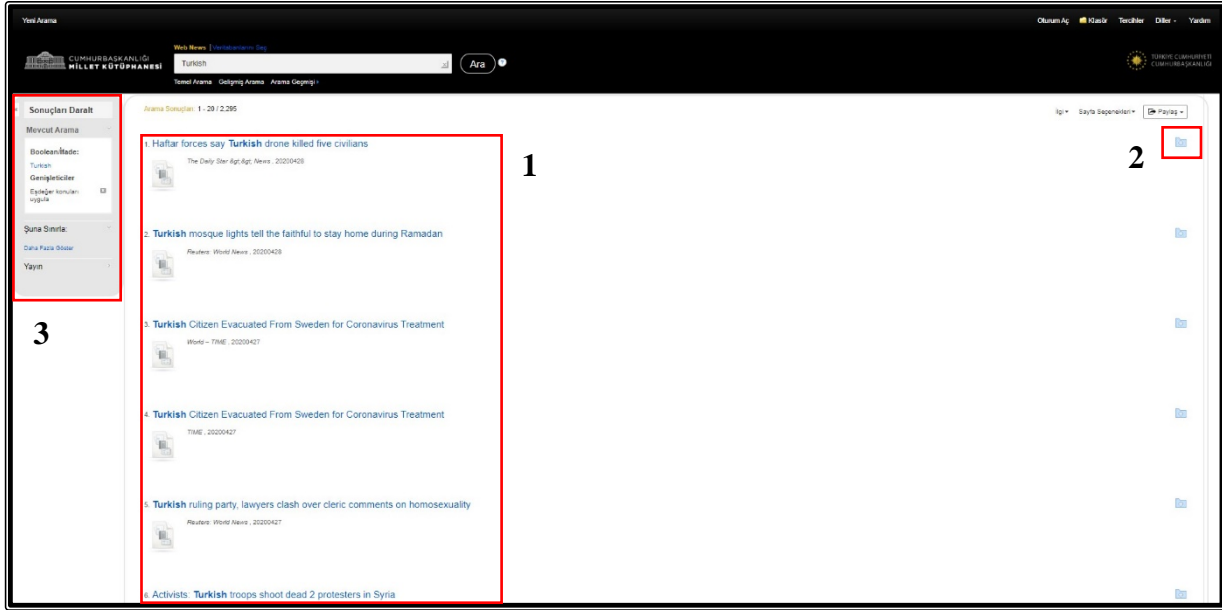 Yeni Arama
Oturum Aç Klasör Tercihler Diller Yardım
CUMHURBAŞKANLIĞI
MİLLET KÜTÜPHANESİ
Web News | Veritabanlarını Seç
Turkish
Ara
Temel Arama Gelişmiş Arama Arama Geçmişi
TÜRKİYE CUMHURİYETİ
CUMHURBAŞKANLIĞI
Sonuçları Daralt
Mevcut Arama
Boolean/İfade:
Turkish
Genişleticiler
Eşdeğer konuları
uygula
Şuna Sınırla:
Daha Fazla Göster
Yayın
3
Arama Sonuçları: 1 - 20 / 2,295
İlgi Sayfa Seçenekleri Paylaş
1. Haftar forces say Turkish drone killed five civilians
The Daily Star &gt;&gt; News , 20200428
1
2
2. Turkish mosque lights tell the faithful to stay home during Ramadan
Reuters: World News , 20200428
3. Turkish Citizen Evacuated From Sweden for Coronavirus Treatment
World – TIME , 20200427
4. Turkish Citizen Evacuated From Sweden for Coronavirus Treatment
TIME , 20200427
5. Turkish ruling party, lawyers clash over cleric comments on homosexuality
Reuters: World News , 20200427
6. Activists: Turkish troops shoot dead 2 protesters in Syria